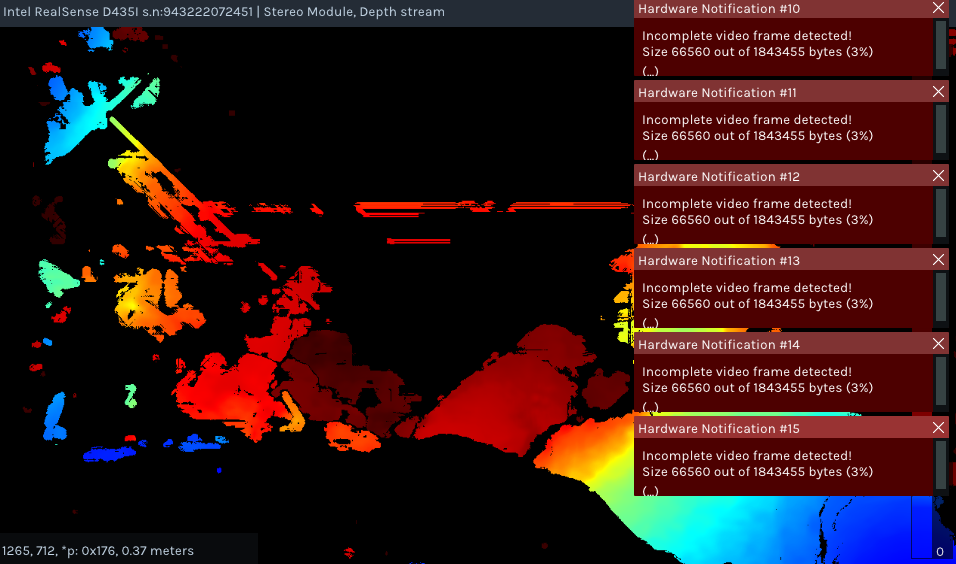 Intel RealSense D435I s.n:943222072451 | Stereo Module, Depth stream
Hardware Notification #10
Incomplete video frame detected!
Size 66560 out of 1843455 bytes (3%)
(...)
Hardware Notification #11
Incomplete video frame detected!
Size 66560 out of 1843455 bytes (3%)
(...)
Hardware Notification #12
Incomplete video frame detected!
Size 66560 out of 1843455 bytes (3%)
(...)
Hardware Notification #13
Incomplete video frame detected!
Size 66560 out of 1843455 bytes (3%)
(...)
Hardware Notification #14
Incomplete video frame detected!
Size 66560 out of 1843455 bytes (3%)
(...)
Hardware Notification #15
Incomplete video frame detected!
Size 66560 out of 1843455 bytes (3%)
(...)
1265, 712, *p: 0x176, 0.37 meters
0